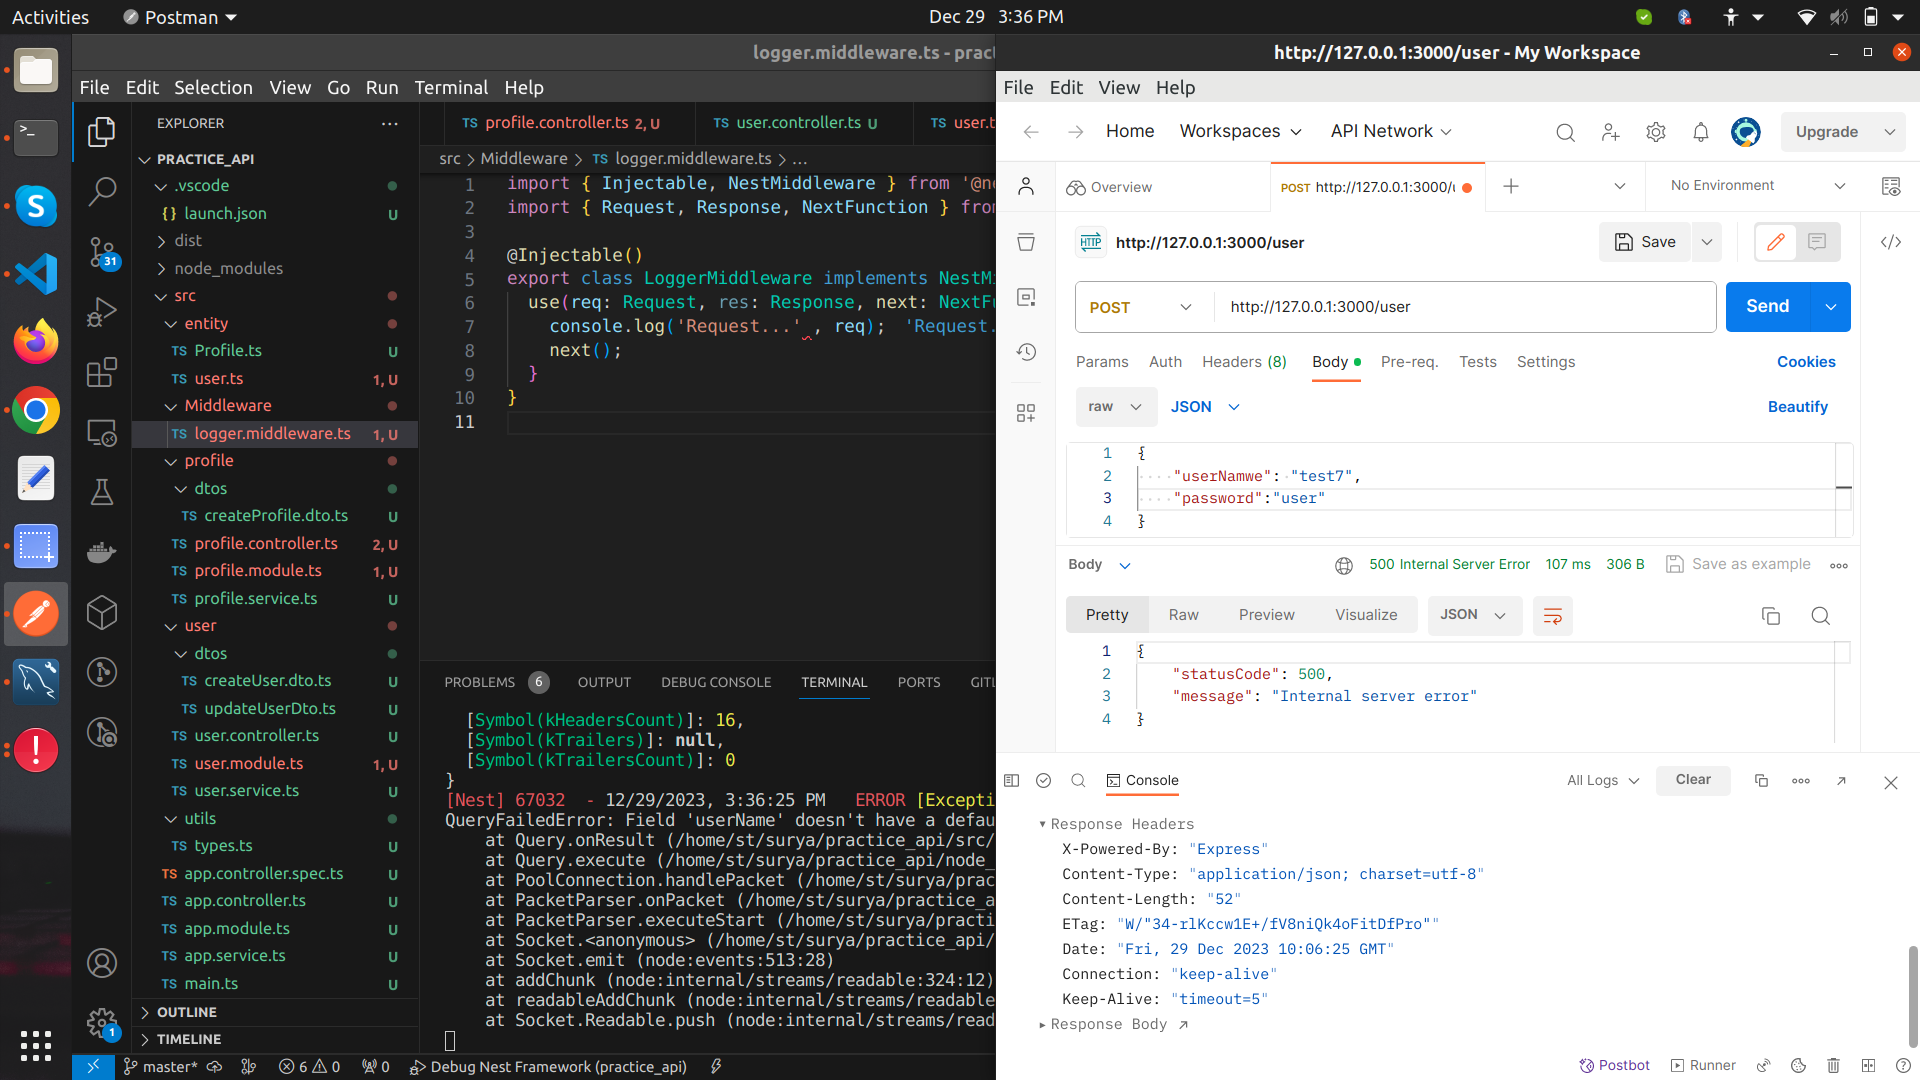 Activities
Postman
Dec 29 3:36 PM
logger.middleware.ts - prac
File Edit Selection View Go Run Terminal Help
EXPLORER
PRACTICE_API
.vscode
{} launch.json U
dist
node_modules
src
entity
TS Profile.ts U
TS user.ts 1, U
Middleware
TS logger.middleware.ts 1, U
profile
dtos
TS createProfile.dto.ts U
TS profile.controller.ts 2, U
TS profile.module.ts 1, U
TS profile.service.ts U
user
dtos
TS createUser.dto.ts U
TS updateUserDto.ts U
TS user.controller.ts U
TS user.module.ts 1, U
TS user.service.ts U
utils
TS types.ts U
TS app.controller.spec.ts U
TS app.controller.ts U
TS app.module.ts U
TS app.service.ts U
TS main.ts U
OUTLINE
TIMELINE
31
1
TS profile.controller.ts 2, U
TS user.controller.ts U
TS user.t
src > Middleware > TS logger.middleware.ts > ...
1 import { Injectable, NestMiddleware } from '@ne
2 import { Request, Response, NextFunction } from
3
4 @Injectable()
5 export class LoggerMiddleware implements NestMi
6 use(req: Request, res: Response, next: NextFu
7 console.log('Request...' , req); 'Request.
8 next();
9 }
10 }
11
PROBLEMS 6 OUTPUT DEBUG CONSOLE TERMINAL PORTS GITL
[Symbol(kHeadersCount)]: 16,
[Symbol(kTrailers)]: null,
[Symbol(kTrailersCount)]: 0
}
[Nest] 67032 - 12/29/2023, 3:36:25 PM ERROR [Excepti
QueryFailedError: Field 'userName' doesn't have a defau
at Query.onResult (/home/st/surya/practice_api/src/
at Query.execute (/home/st/surya/practice_api/node_
at PoolConnection.handlePacket (/home/st/surya/prac
at PacketParser.onPacket (/home/st/surya/practice_a
at PacketParser.executeStart (/home/st/surya/practi
at Socket.<anonymous> (/home/st/surya/practice_api/
at Socket.emit (node:events:513:28)
at addChunk (node:internal/streams/readable:324:12)
at readableAddChunk (node:internal/streams/readable
at Socket.Readable.push (node:internal/streams/read
master* 6 0 0 Debug Nest Framework (practice_api)
http://127.0.0.1:3000/user - My Workspace
File Edit View Help
Home Workspaces API Network Upgrade
Overview
POST http://127.0.0.1:3000/u
No Environment
HTTP http://127.0.0.1:3000/user
Save
POST http://127.0.0.1:3000/user
Send
Params Auth Headers (8) Body Pre-req. Tests Settings Cookies
raw JSON Beautify
1 {
2 "userNamwe": "test7",
3 "password":"user"
4 }
Body 500 Internal Server Error 107 ms 306 B Save as example
Pretty Raw Preview Visualize JSON
1 {
2 "statusCode": 500,
3 "message": "Internal server error"
4 }
Console All Logs Clear
Response Headers
X-Powered-By: "Express"
Content-Type: "application/json; charset=utf-8"
Content-Length: "52"
ETag: "W/"34-rlKccw1E+/fV8niQk4oFitDfPro""
Date: "Fri, 29 Dec 2023 10:06:25 GMT"
Connection: "keep-alive"
Keep-Alive: "timeout=5"
Response Body
Postbot Runner